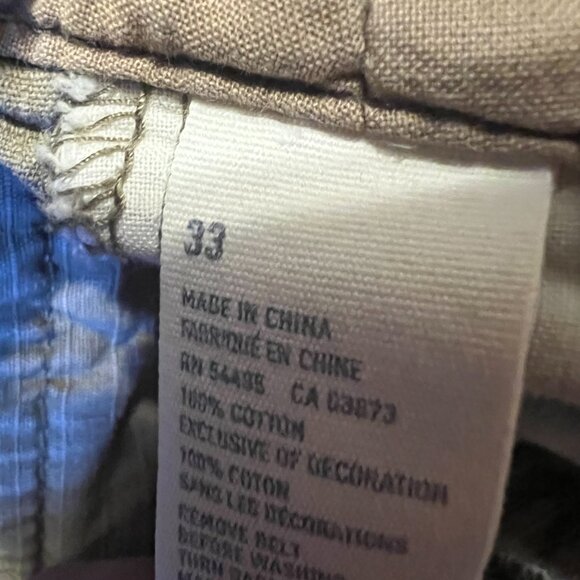 33
MADE IN CHINA
FABRIQUÉ EN CHINE
RN 54485 CA 03873
100% COTTON
EXCLUSIVE OF DECORATION
100% COTON
SANS LES DÉCORATIONS
REMOVE BELT
BEFORE WASHING
TURN